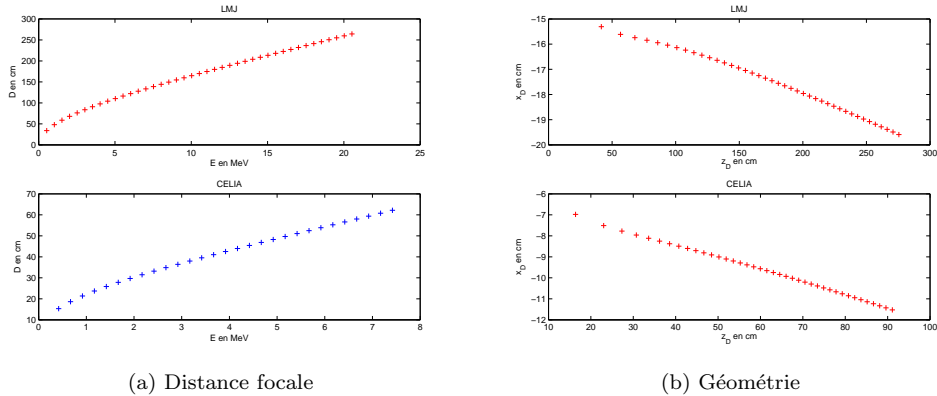 LMJ
300
250
200
150
100
50
0
D en cm
0 5 10 15 20 25
E en MeV
CELIA
70
60
50
40
30
20
10
D en cm
0 1 2 3 4 5 6 7 8
E en MeV
(a) Distance focale
LMJ
−15
−16
−17
−18
−19
−20
x_D en cm
0 50 100 150 200 250 300
z_D en cm
CELIA
−6
−7
−8
−9
−10
−11
−12
x_D en cm
10 20 30 40 50 60 70 80 90 100
z_D en cm
(b) Géométrie